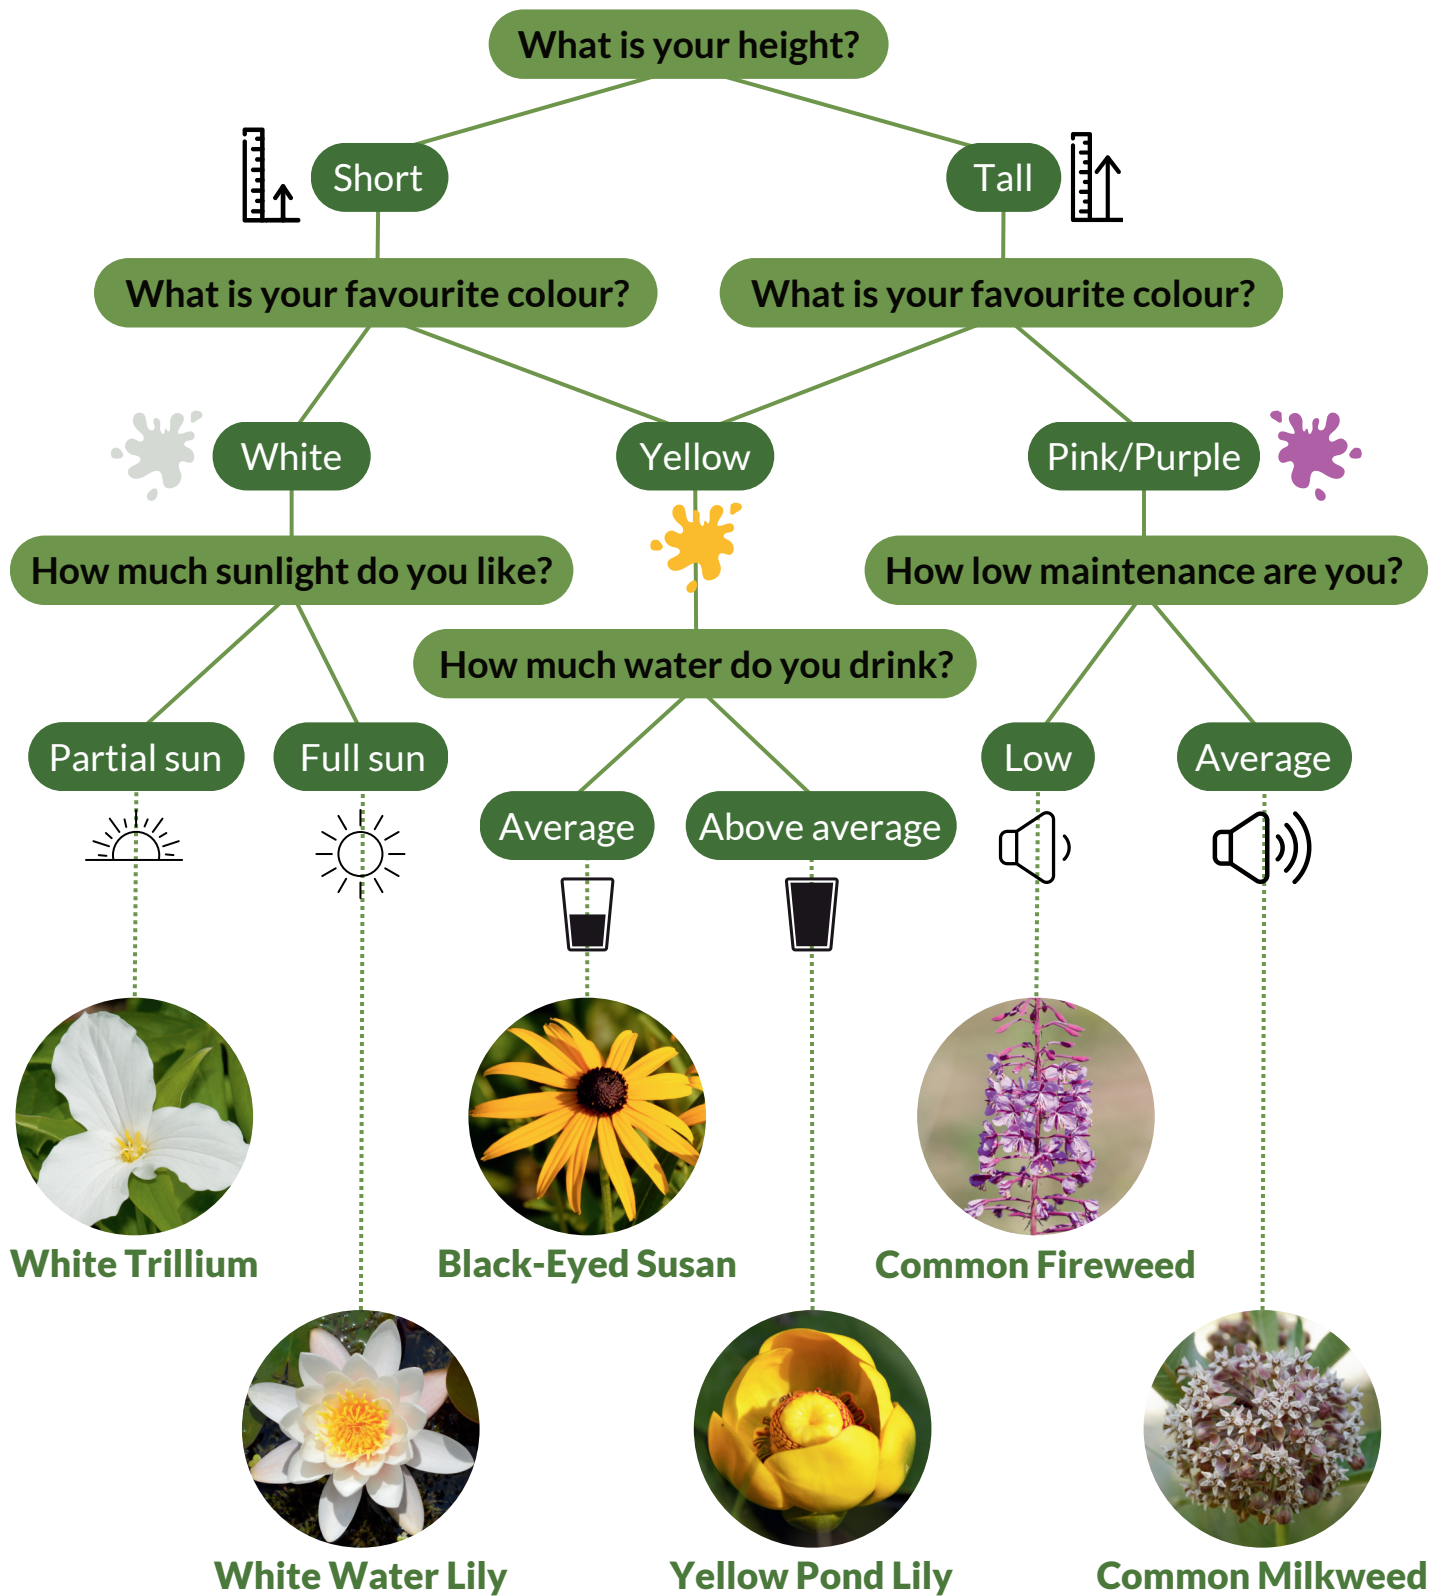 What is your height?
Short
Tall
What is your favourite colour?
What is your favourite colour?
White
Yellow
Pink/Purple
How much sunlight do you like?
How low maintenance are you?
How much water do you drink?
Partial sun
Full sun
Low
Average
Average
Above average
White Trillium
Black-Eyed Susan
Common Fireweed
White Water Lily
Yellow Pond Lily
Common Milkweed